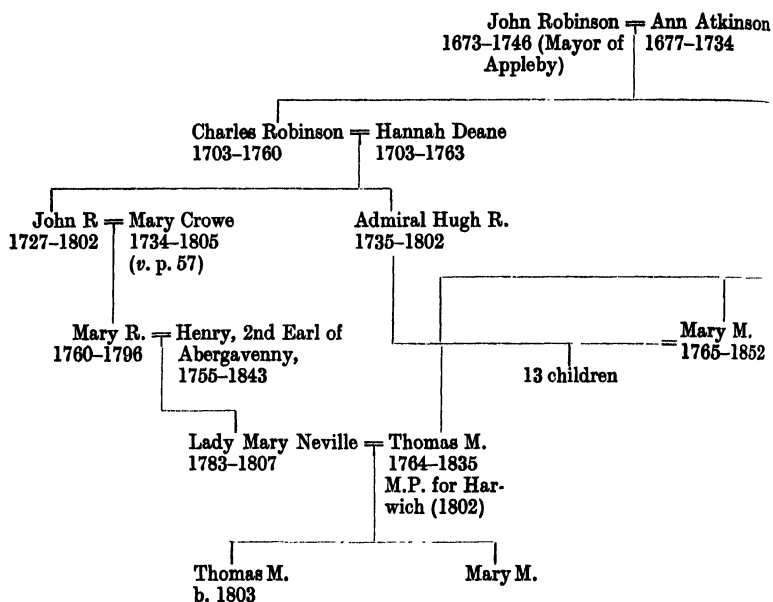 John Robinson = Ann Atkinson
1673–1746 (Mayor of 1677–1734
Appleby)
Charles Robinson = Hannah Deane
1703–1760 1703–1763
John R = Mary Crowe
1727–1802 1734–1805
(v. p. 57)
Admiral Hugh R.
1735–1802
Mary R. = Henry, 2nd Earl of
1760–1796 Abergavenny,
1755–1843
= Mary M.
1765–1852
13 children
Lady Mary Neville = Thomas M.
1783–1807 1764–1835
M.P. for Har-
wich (1802)
Thomas M.
b. 1803
Mary M.